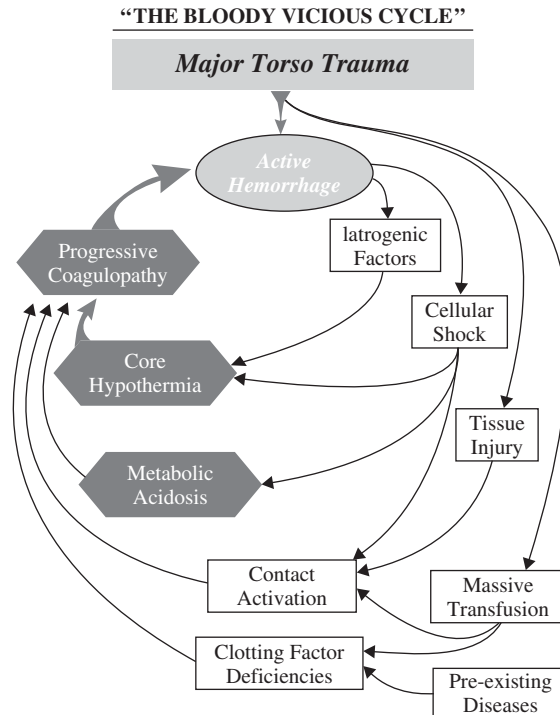 “THE BLOODY VICIOUS CYCLE”
Major Torso Trauma
Active
Hemorrhage
Iatrogenic
Factors
Progressive
Coagulopathy
Cellular
Shock
Core
Hypothermia
Tissue
Injury
Metabolic
Acidosis
Contact
Activation
Massive
Transfusion
Clotting Factor
Deficiencies
Pre-existing
Diseases